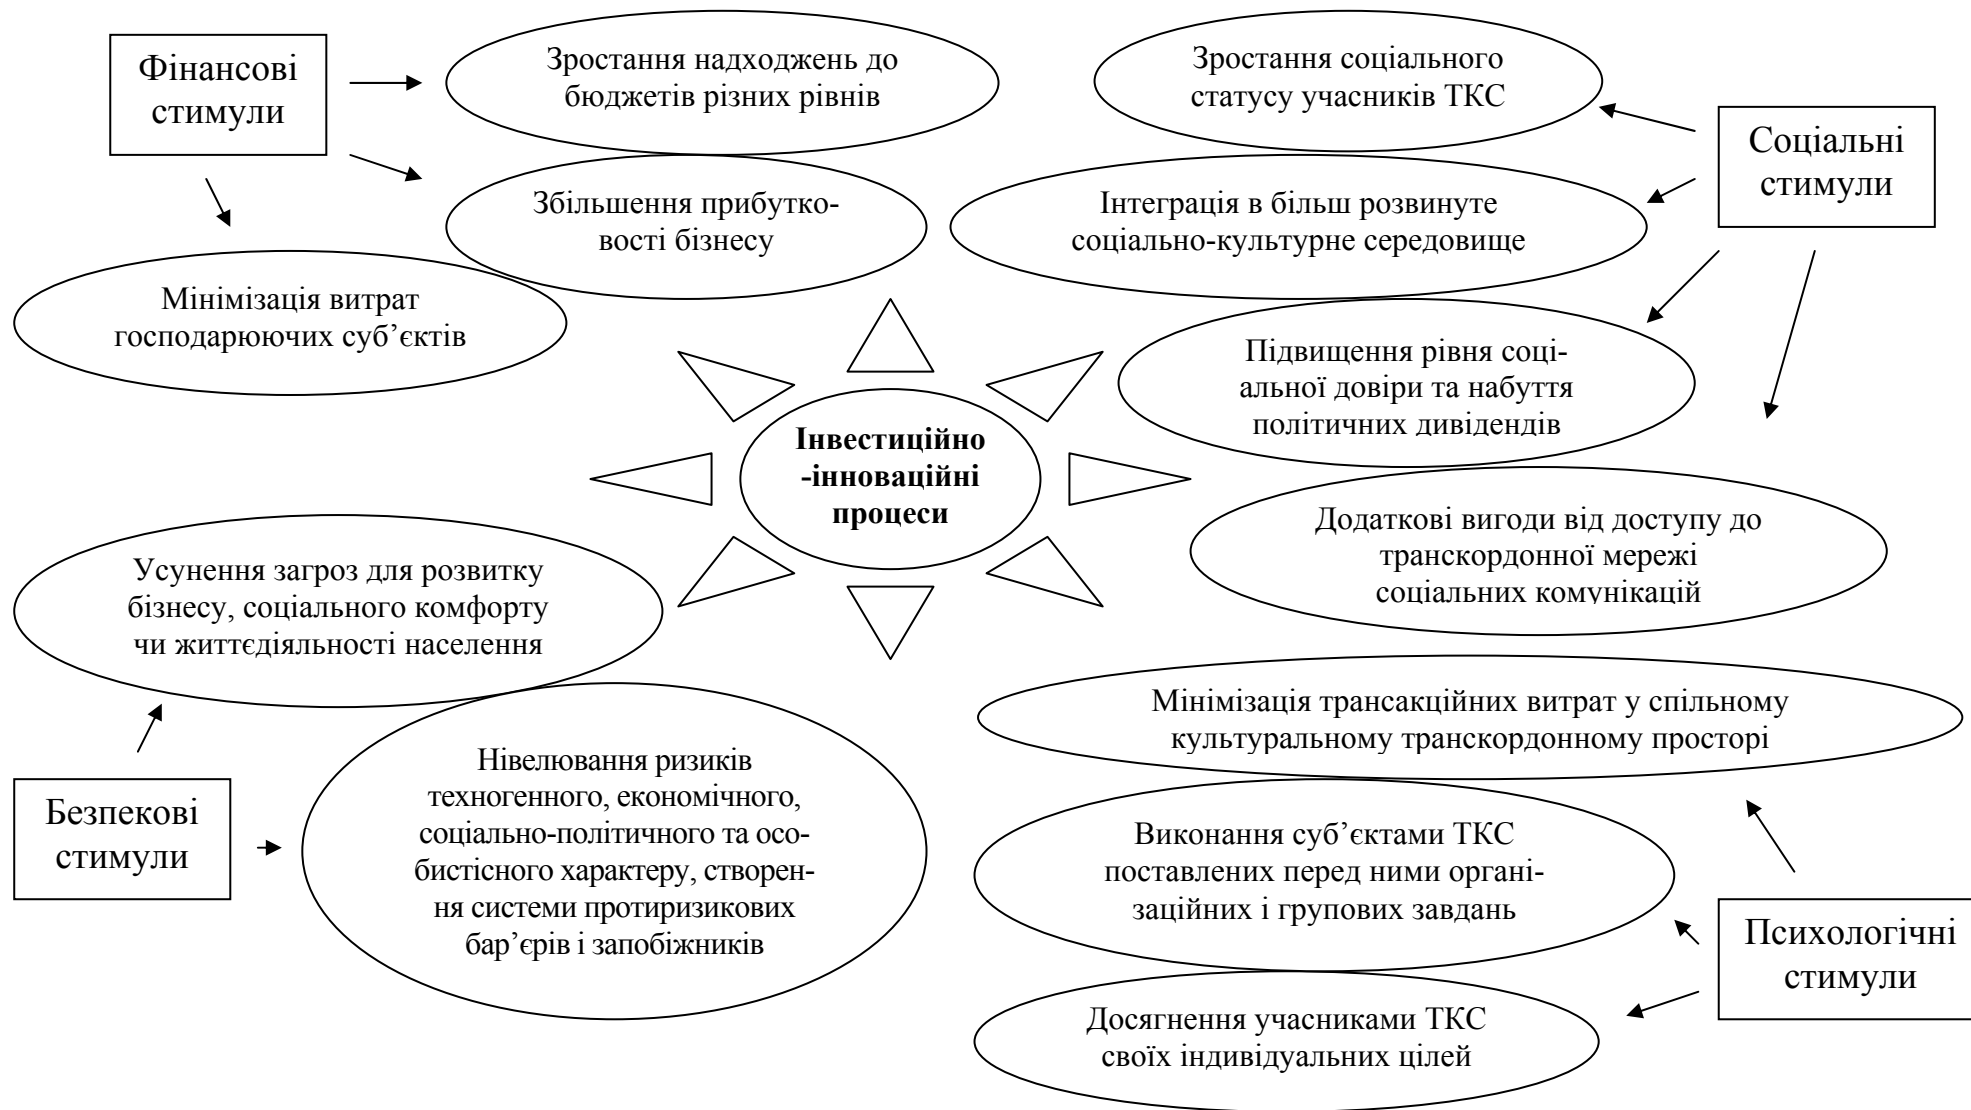 Фінансові
стимули
Зростання надходжень до
бюджетів різних рівнів
Збільшення прибутко-
вості бізнесу
Мінімізація витрат
господарюючих суб’єктів
Зростання соціального
статусу учасників ТКС
Соціальні
стимули
Інтеграція в більш розвинуте
соціально-культурне середовище
Підвищення рівня соці-
альної довіри та набуття
політичних дивідендів
Інвестиційно
-інноваційні
процеси
Додаткові вигоди від доступу до
транскордонної мережі
соціальних комунікацій
Усунення загроз для розвитку
бізнесу, соціального комфорту
чи життєдіяльності населення
Безпекові
стимули
Нівелювання ризиків
техногенного, економічного,
соціально-політичного та осо-
бистісного характеру, створен-
ня системи протиризикових
бар’єрів і запобіжників
Мінімізація трансакційних витрат у спільному
культуральному транскордонному просторі
Виконання суб’єктами ТКС
поставлених перед ними органі-
заційних і групових завдань
Психологічні
стимули
Досягнення учасниками ТКС
своїх індивідуальних цілей